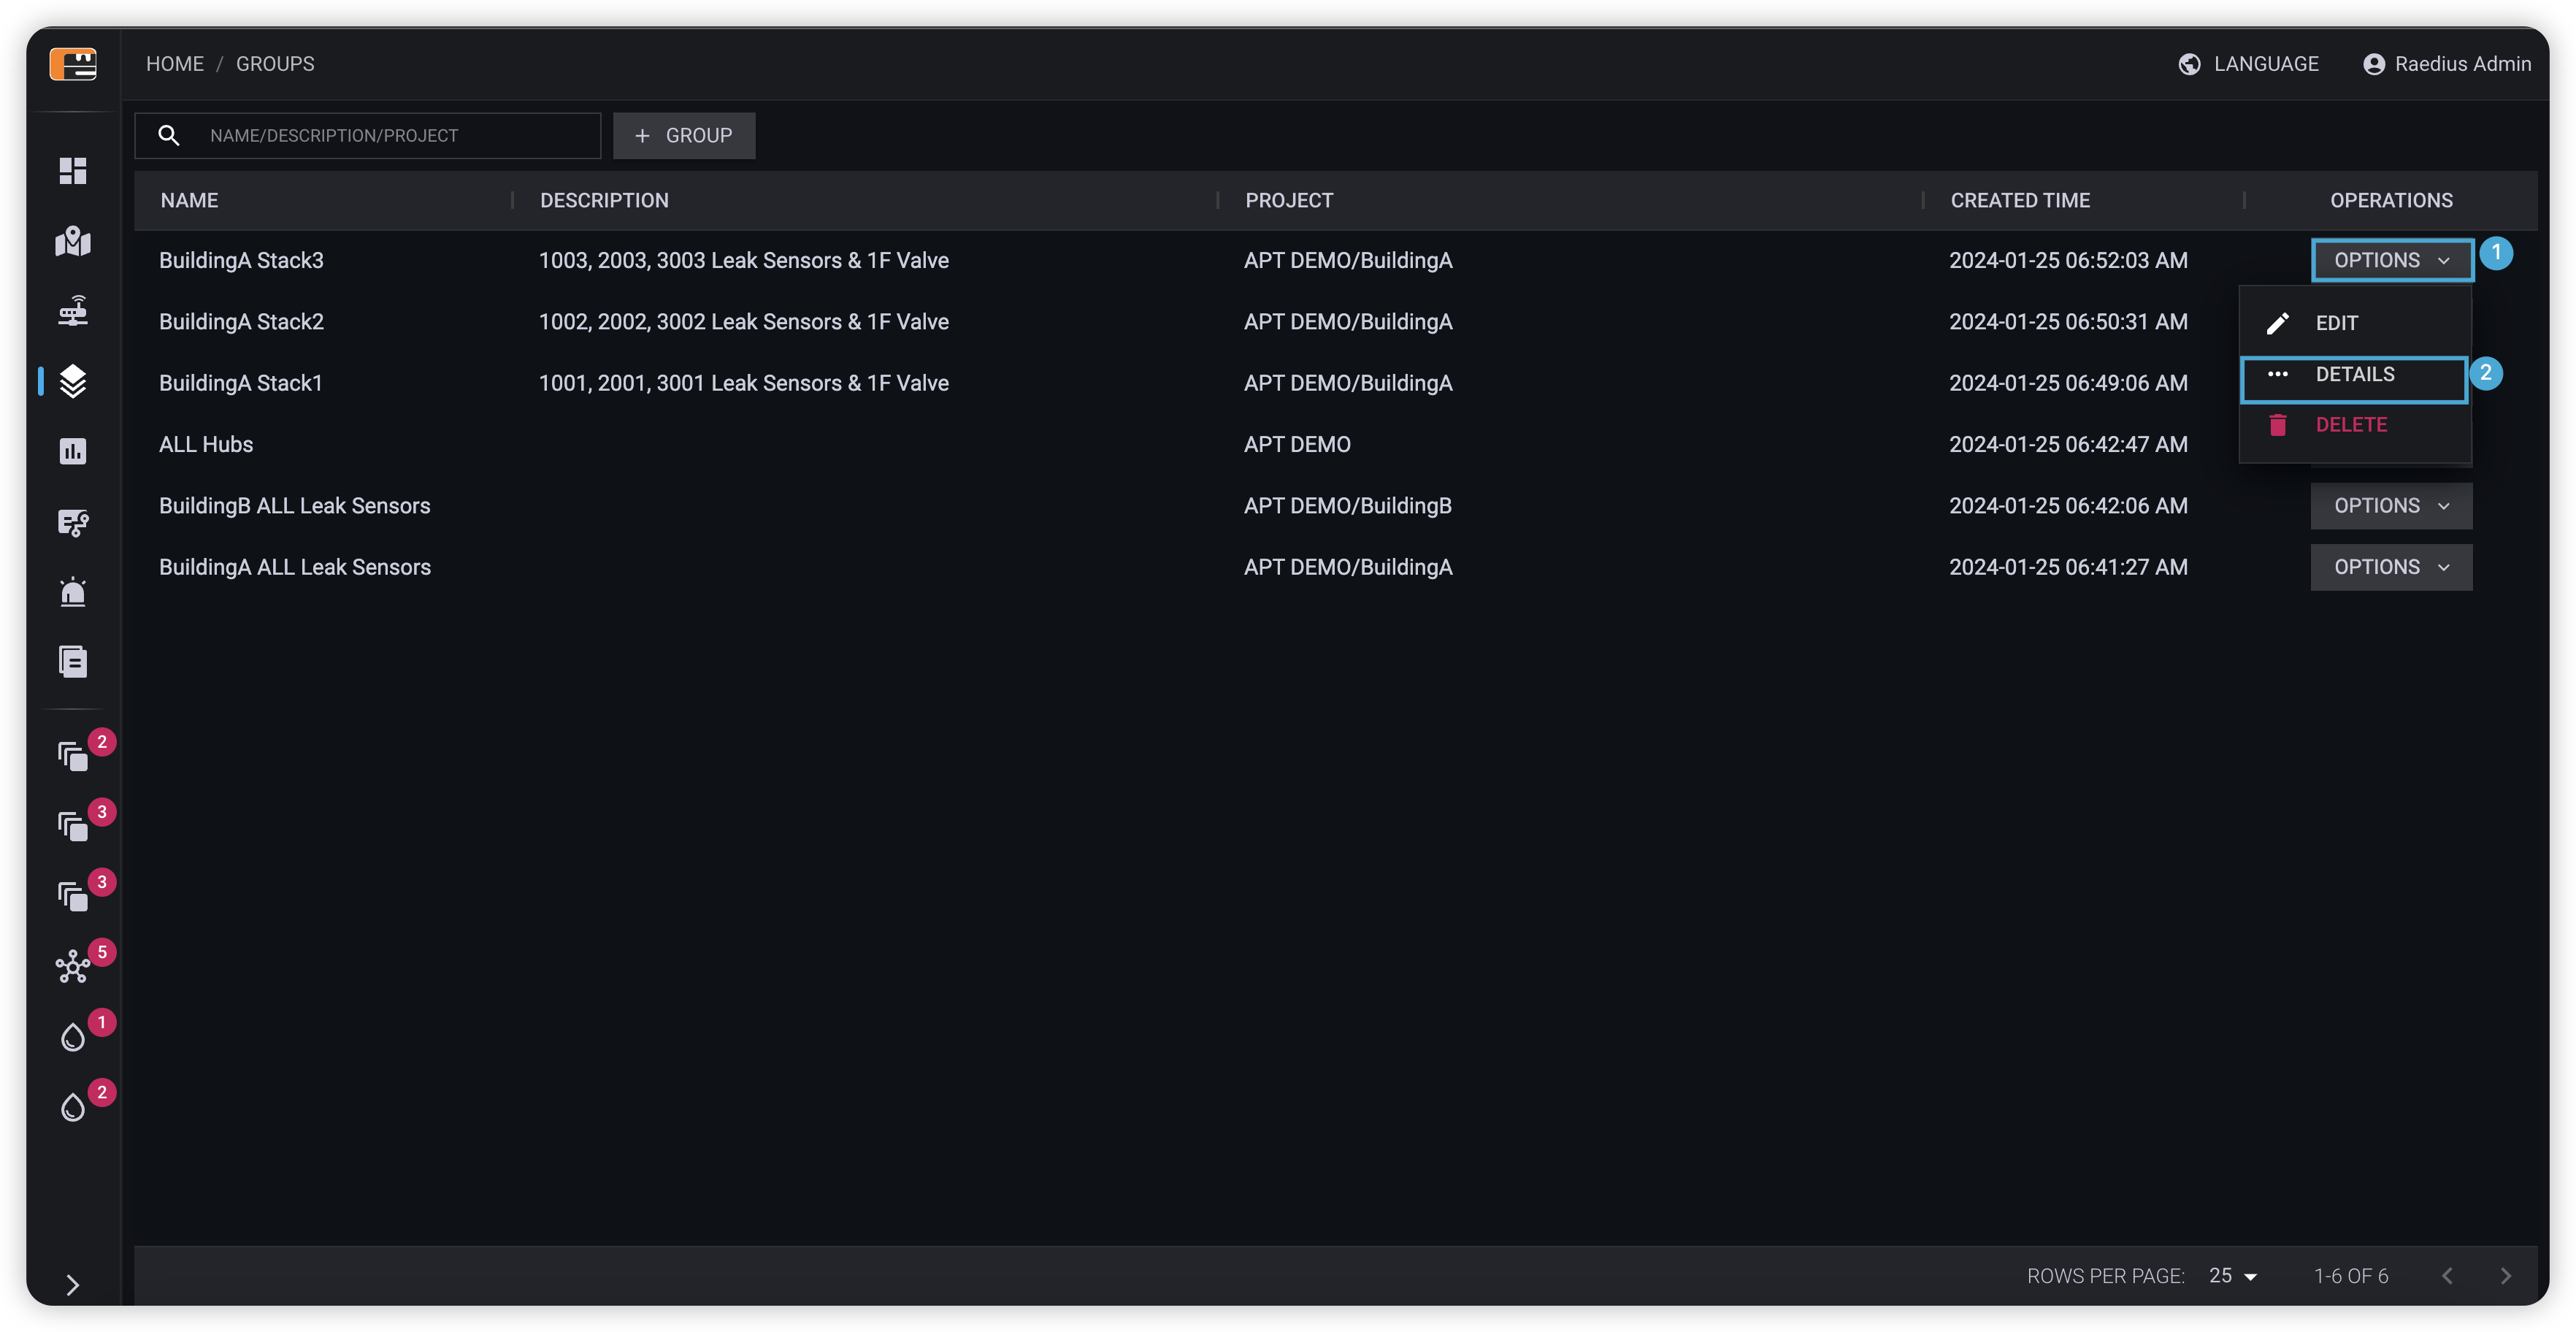 HOME / GROUPS
LANGUAGE
Raedius Admin
NAME/DESCRIPTION/PROJECT
+ GROUP
NAME DESCRIPTION PROJECT CREATED TIME OPERATIONS
BuildingA Stack3 1003, 2003, 3003 Leak Sensors & 1F Valve APT DEMO/BuildingA 2024-01-25 06:52:03 AM OPTIONS 1
BuildingA Stack2 1002, 2002, 3002 Leak Sensors & 1F Valve APT DEMO/BuildingA 2024-01-25 06:50:31 AM
EDIT
BuildingA Stack1 1001, 2001, 3001 Leak Sensors & 1F Valve APT DEMO/BuildingA 2024-01-25 06:49:06 AM
DETAILS 2
ALL Hubs APT DEMO 2024-01-25 06:42:47 AM
DELETE
BuildingB ALL Leak Sensors APT DEMO/BuildingB 2024-01-25 06:42:06 AM OPTIONS
BuildingA ALL Leak Sensors APT DEMO/BuildingA 2024-01-25 06:41:27 AM OPTIONS
2
3
3
5
1
2
ROWS PER PAGE: 25 1-6 OF 6